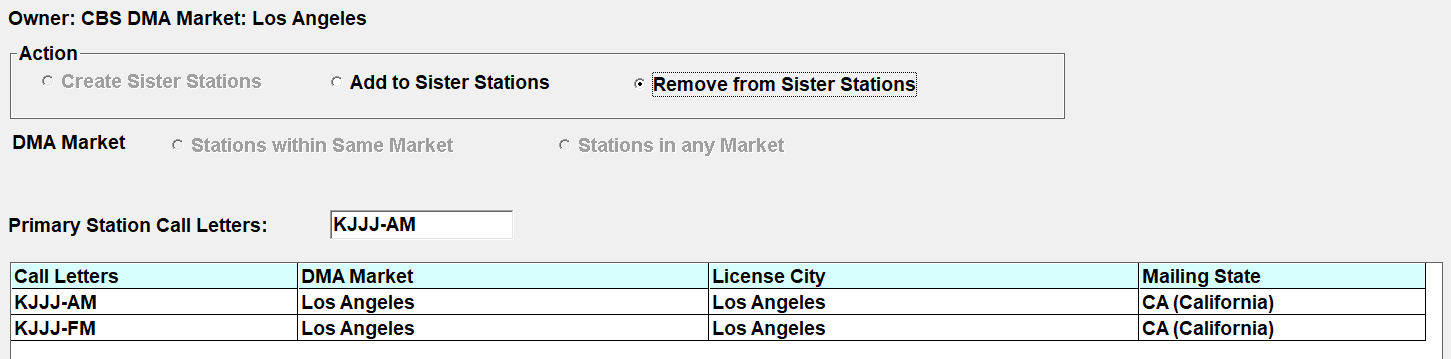 Owner: CBS DMA Market: Los Angeles
Action
Create Sister Stations Add to Sister Stations Remove from Sister Stations
DMA Market Stations within Same Market Stations in any Market
Primary Station Call Letters: KJJJ-AM
Call Letters DMA Market License City Mailing State
KJJJ-AM Los Angeles Los Angeles CA (California)
KJJJ-FM Los Angeles Los Angeles CA (California)